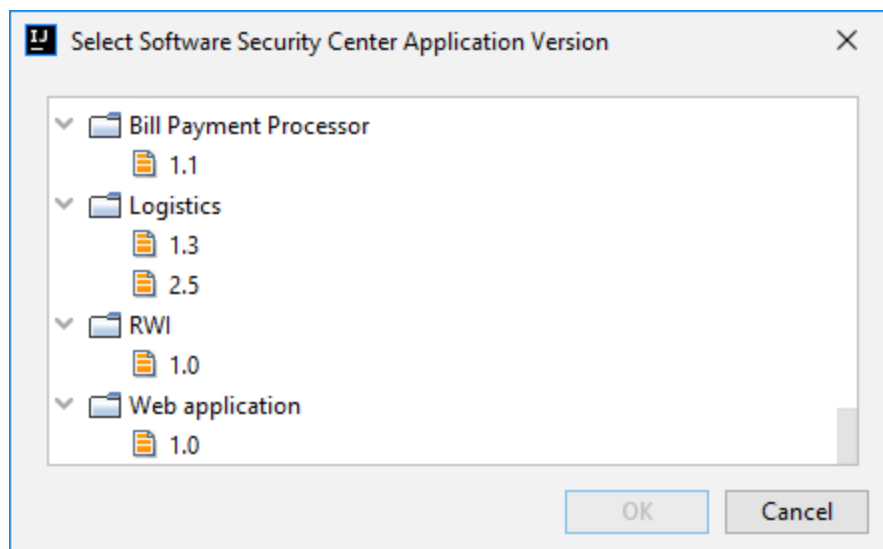 IJ
Select Software Security Center Application Version
Bill Payment Processor
1.1
Logistics
1.3
2.5
RWI
1.0
Web application
1.0
OK
Cancel